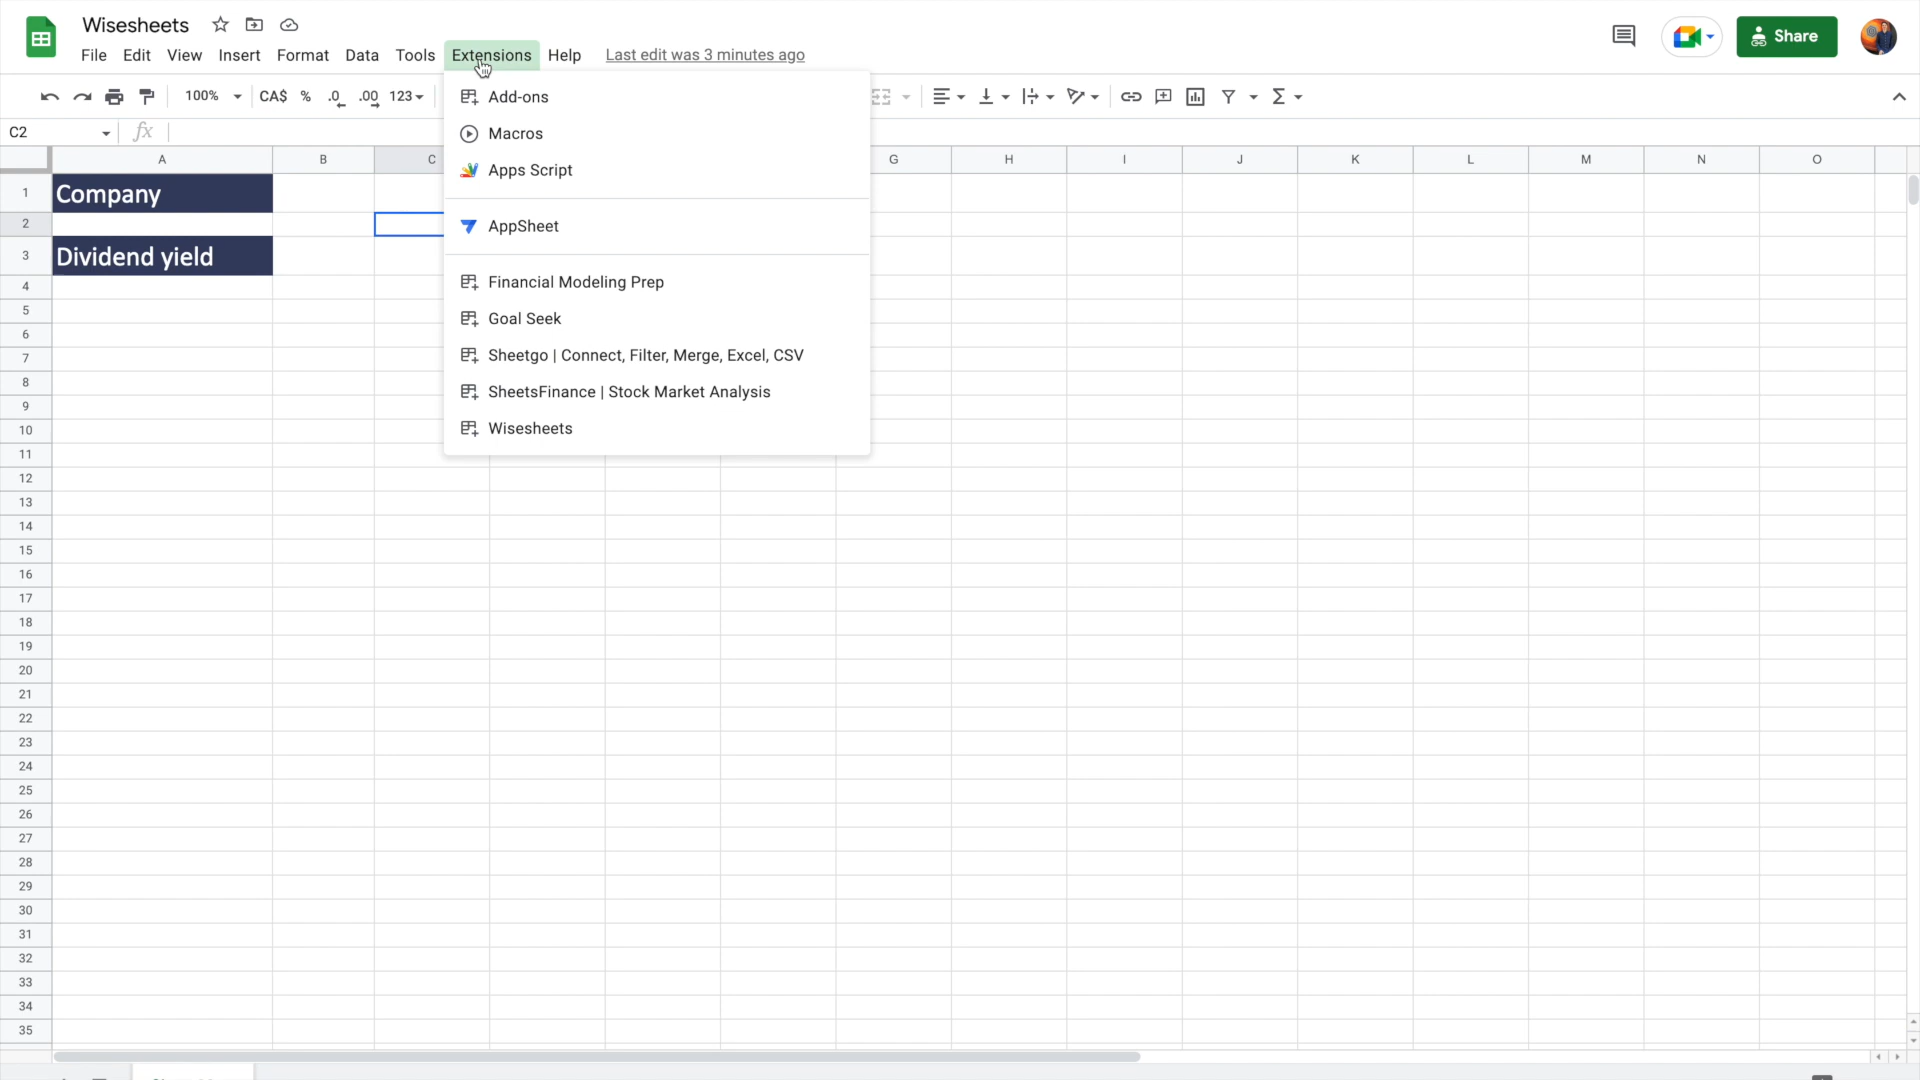 Wisesheets
File Edit View Insert Format Data Tools Extensions Help Last edit was 3 minutes ago
Share
100% CA$ % .0 .00 123
C2 fx
A B C G H I J K L M N O
Add-ons
Macros
Apps Script
AppSheet
Financial Modeling Prep
Goal Seek
Sheetgo | Connect, Filter, Merge, Excel, CSV
SheetsFinance | Stock Market Analysis
Wisesheets
1 Company
2
3 Dividend yield
4
5
6
7
8
9
10
11
12
13
14
15
16
17
18
19
20
21
22
23
24
25
26
27
28
29
30
31
32
33
34
35